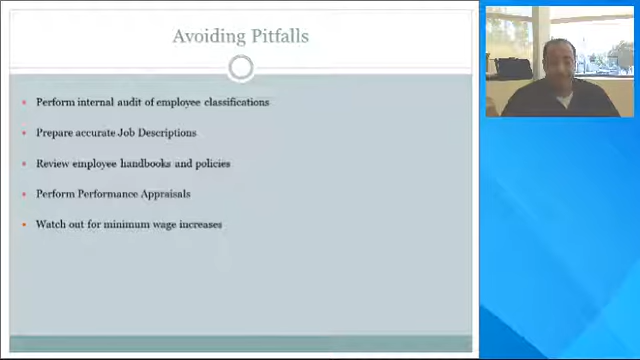 Avoiding Pitfalls
Perform internal audit of employee classifications
Prepare accurate Job Descriptions
Review employee handbooks and policies
Perform Performance Appraisals
Watch out for minimum wage increases